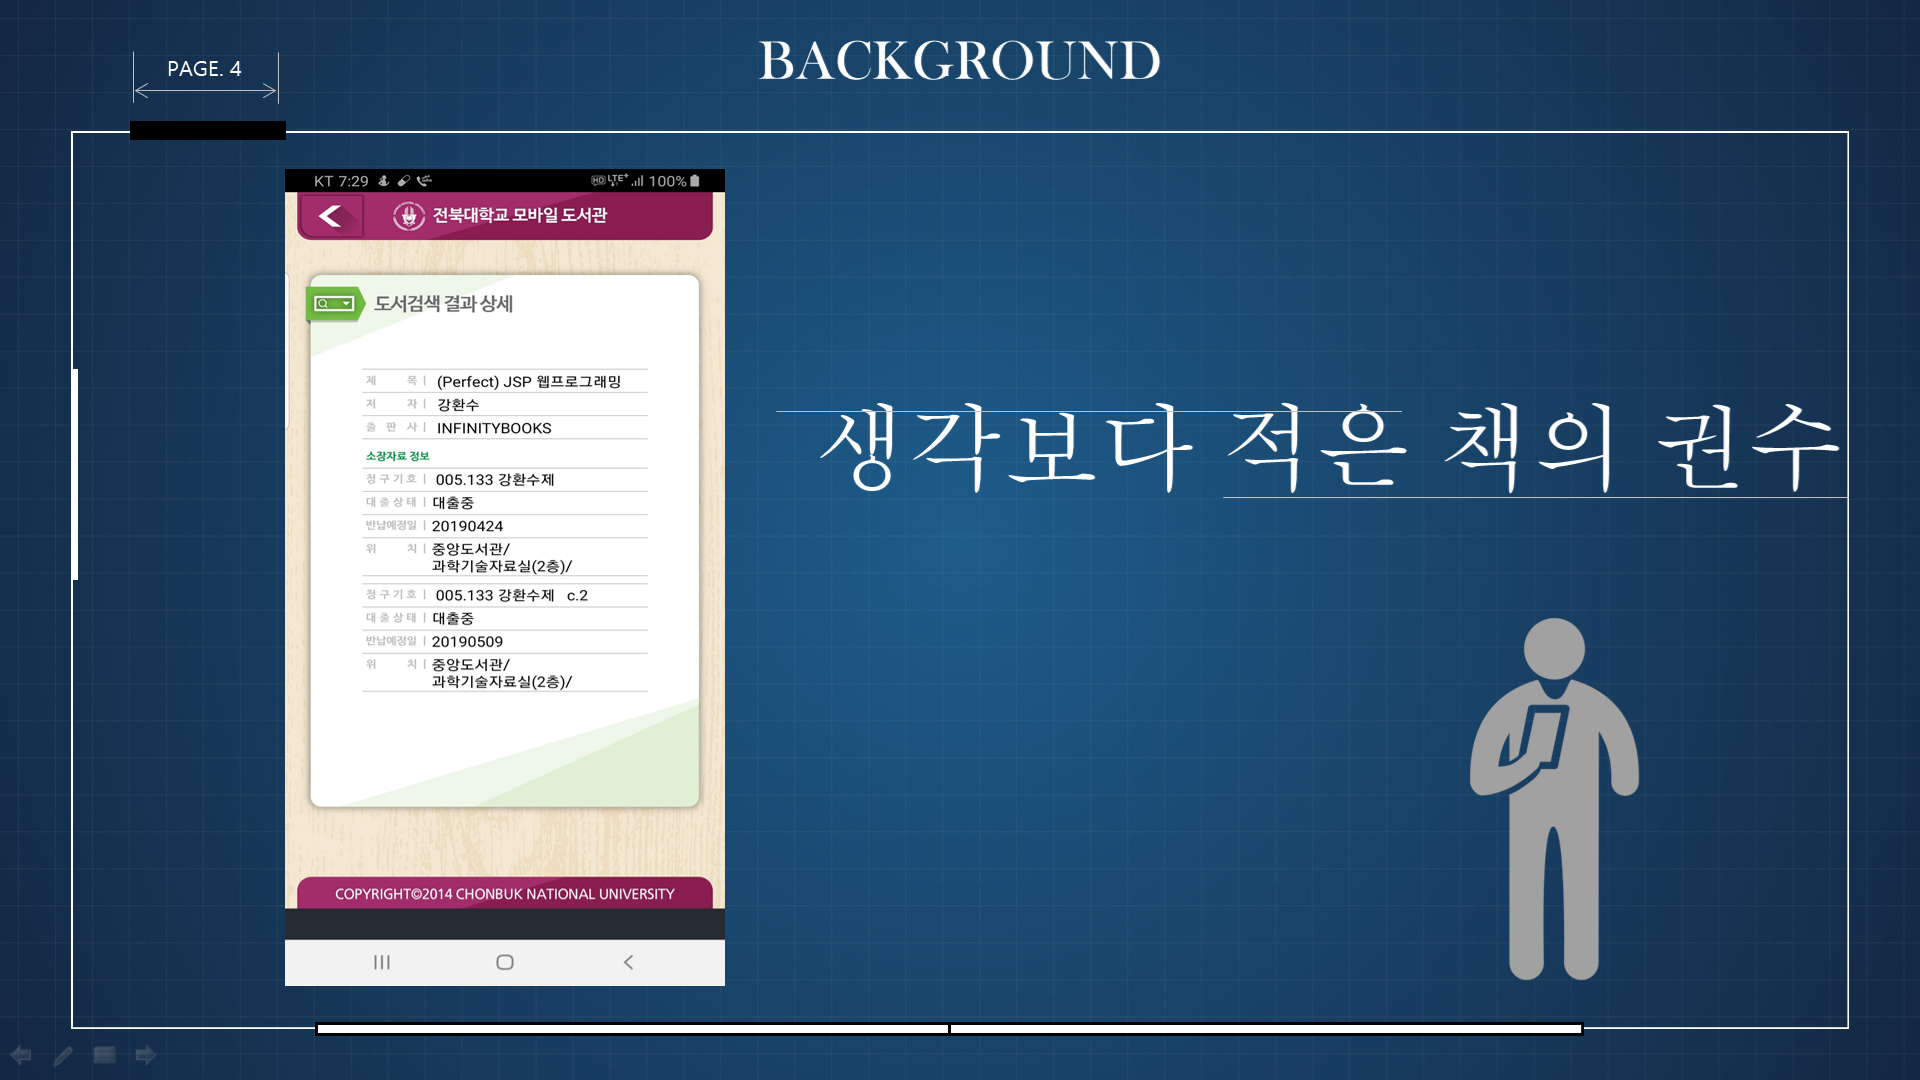 PAGE. 4
BACKGROUND
KT 7:29 HD LTE+ 100%
전북대학교 모바일 도서관
도서검색 결과 상세
제 목 | (Perfect) JSP 웹프로그래밍
저 자 | 강환수
출 판 사 | INFINITYBOOKS
소장자료 정보
청 구 기 호 | 005.133 강환수제
대 출 상 태 | 대출중
반납예정일 | 20190424
위 치 | 중앙도서관/
과학기술자료실(2층)/
청 구 기 호 | 005.133 강환수제 c.2
대 출 상 태 | 대출중
반납예정일 | 20190509
위 치 | 중앙도서관/
과학기술자료실(2층)/
COPYRIGHT©2014 CHONBUK NATIONAL UNIVERSITY
생각보다 적은 책의 권수